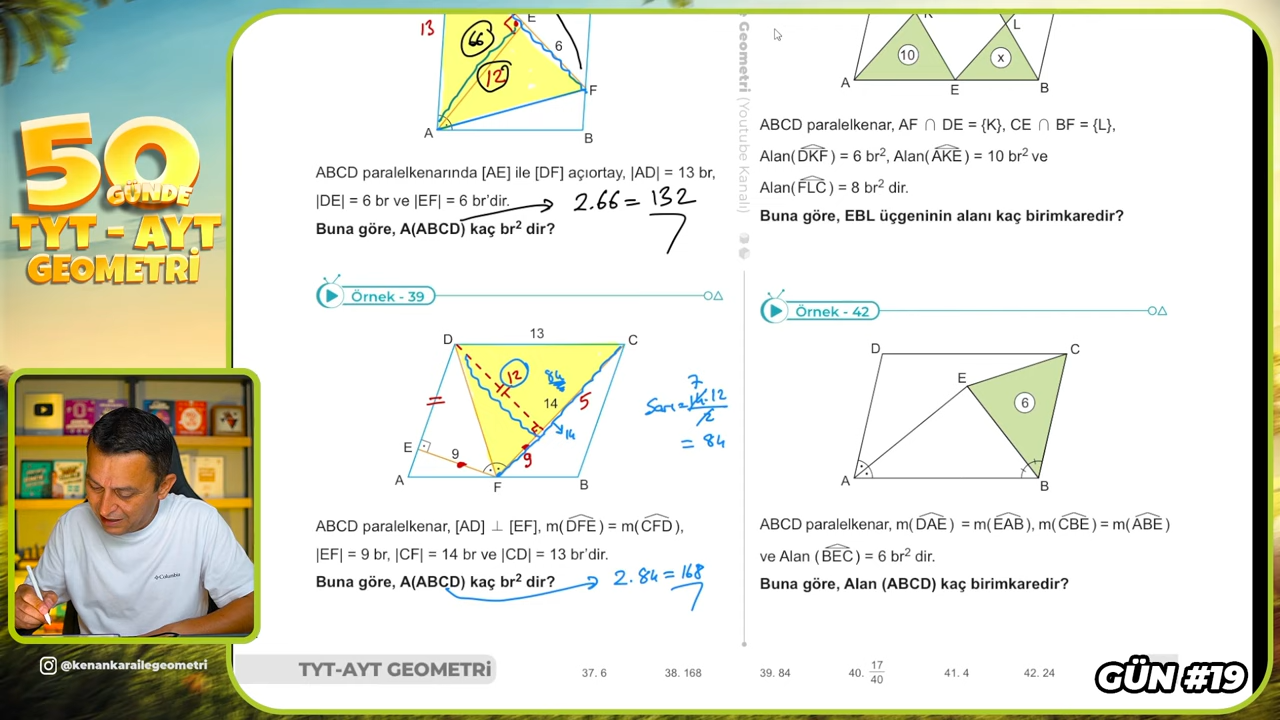 50
GÜNDE
TYT - AYT
GEOMETRİ
Columbia
@kenankarailegeometri
13
E
66
6
12
F
A
B
ABCD paralelkenarında [AE] ile [DF] açıortay, |AD| = 13 br,
|DE| = 6 br ve |EF| = 6 br'dir.
2.66 = 132
Buna göre, A(ABCD) kaç br² dir?
Örnek - 39
D
13
C
12
84
14
5
14
E
9
9
A
F
B
Sarı = 14.12
7
2
= 84
ABCD paralelkenar, [AD] ⊥ [EF], m(DFE) = m(CFD),
|EF| = 9 br, |CF| = 14 br ve |CD| = 13 br'dir.
Buna göre, A(ABCD) kaç br² dir?
2.84 = 168
Geometri (Youtube Kanalı)
K
L
10
x
A
E
B
ABCD paralelkenar, AF ∩ DE = {K}, CE ∩ BF = {L},
Alan(DKF) = 6 br², Alan(AKE) = 10 br² ve
Alan(FLC) = 8 br² dir.
Buna göre, EBL üçgeninin alanı kaç birimkaredir?
Örnek - 42
D
C
E
6
A
B
ABCD paralelkenar, m(DAE) = m(EAB), m(CBE) = m(ABE)
ve Alan (BEC) = 6 br² dir.
Buna göre, Alan (ABCD) kaç birimkaredir?
TYT-AYT GEOMETRİ
37. 6 38. 168 39. 84 40. 17/40 41. 4 42. 24
GÜN #19